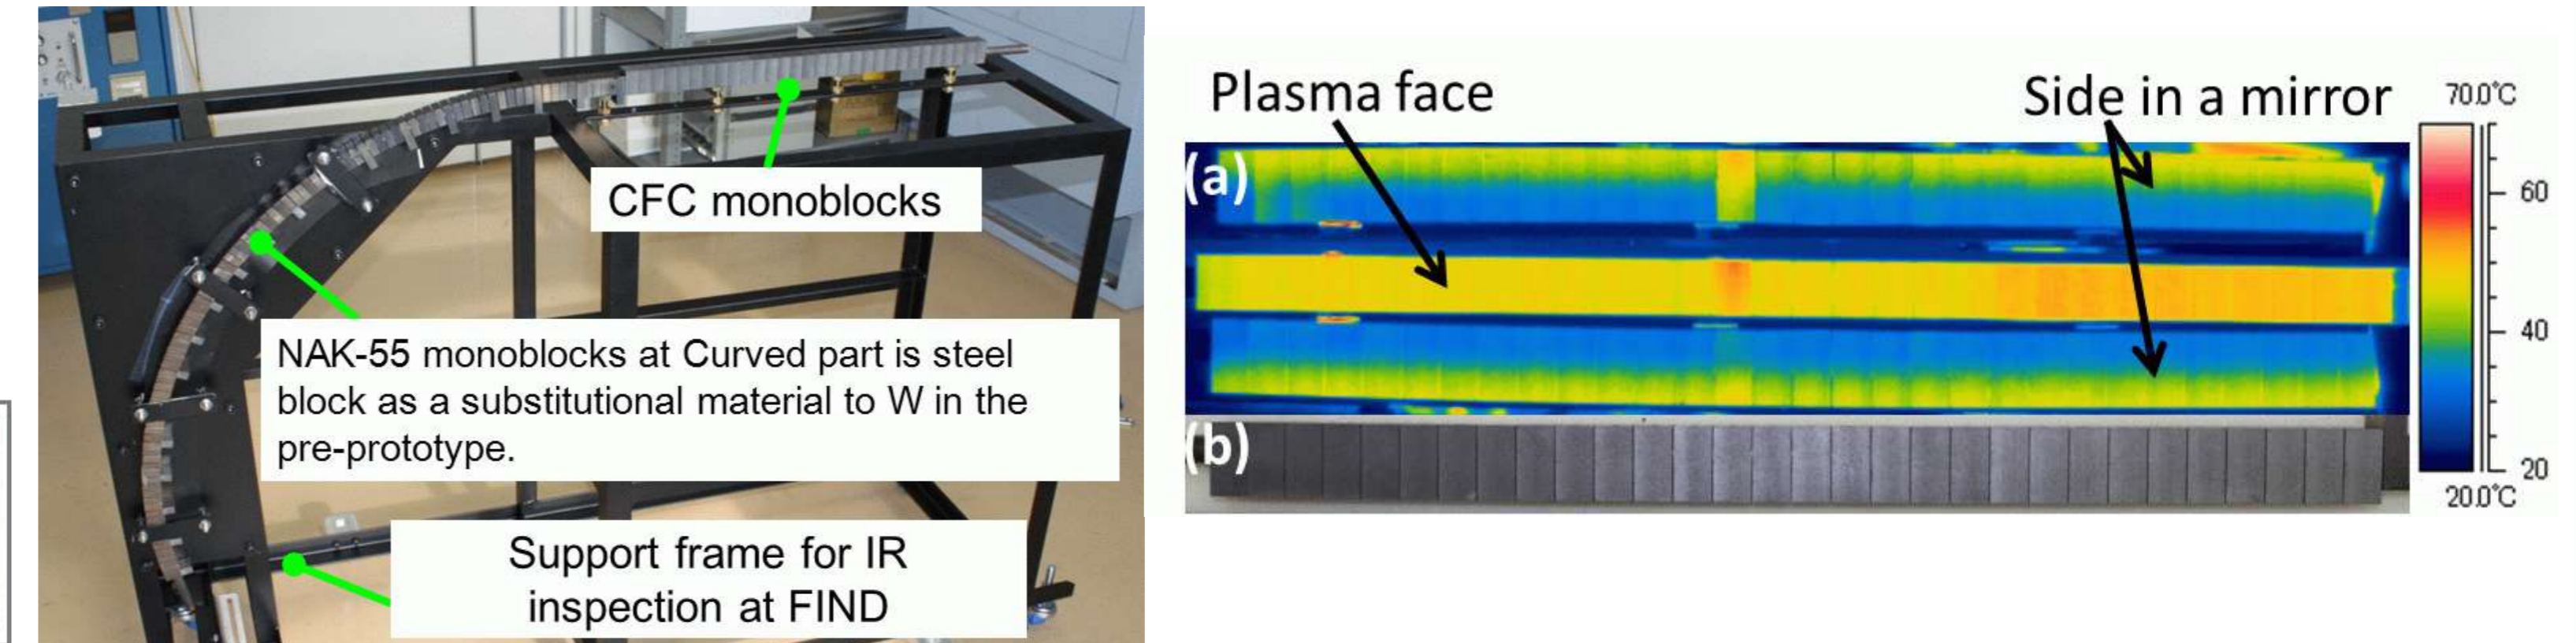 CFC monoblocks
NAK-55 monoblocks at Curved part is steel
block as a substitutional material to W in the
pre-prototype.
Support frame for IR
inspection at FIND
Plasma face
Side in a mirror
(a)
(b)
70.0°C
60
40
20
20.0°C